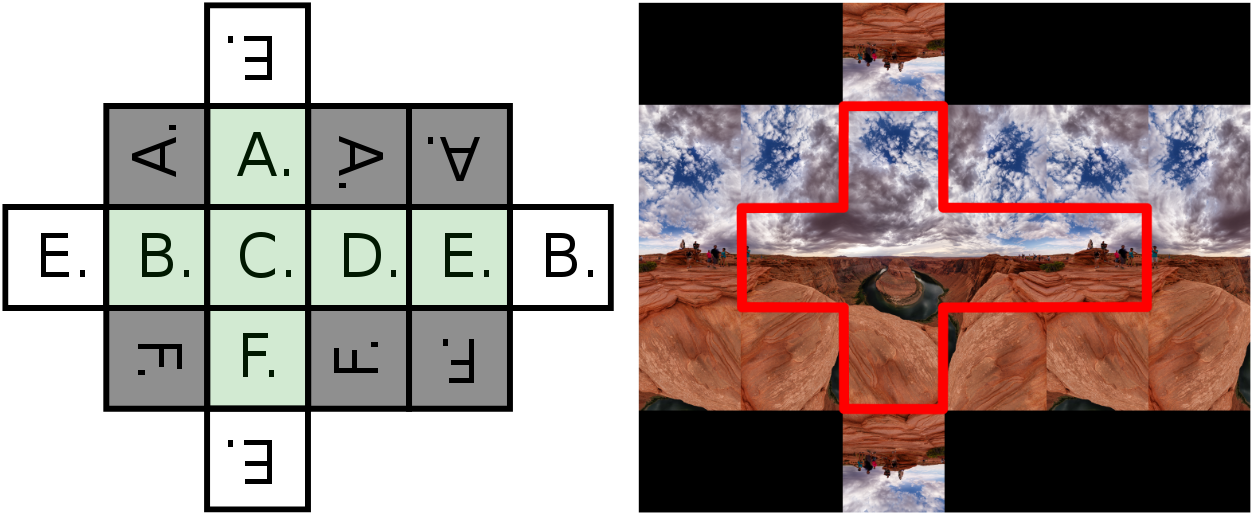 E.
A. A. A. A.
E. B. C. D. E. B.
F. F. F. F.
E.